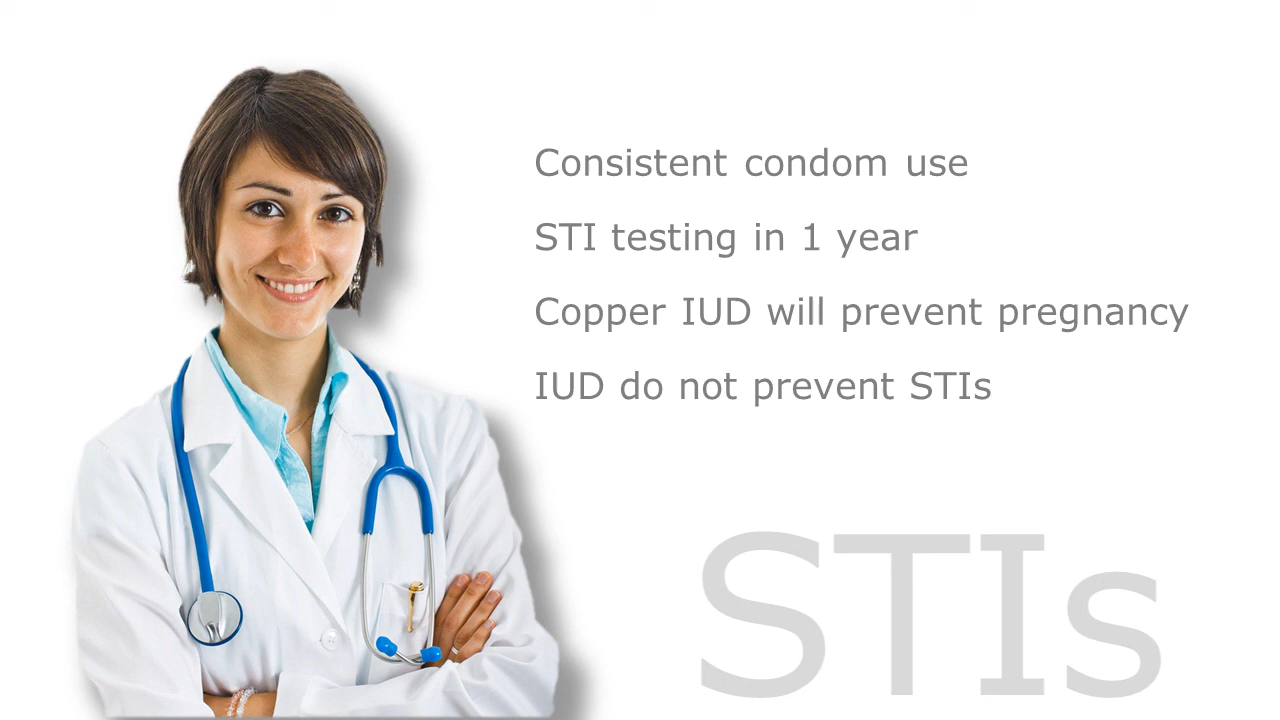 Consistent condom use
STI testing in 1 year
Copper IUD will prevent pregnancy
IUD do not prevent STIs
STIs